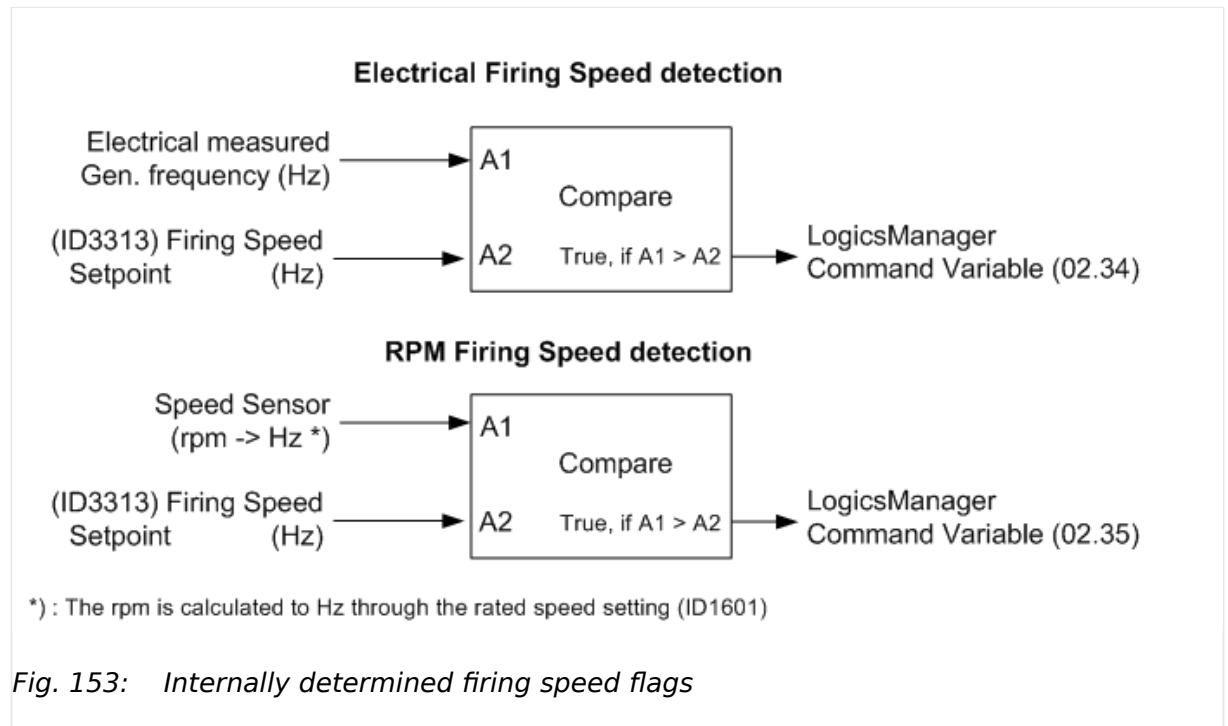 Electrical Firing Speed detection
Electrical measured
Gen. frequency (Hz)
A1
Compare
(ID3313) Firing Speed
Setpoint (Hz)
A2
True, if A1 > A2
LogicsManager
Command Variable (02.34)
RPM Firing Speed detection
Speed Sensor
(rpm -> Hz *)
A1
Compare
(ID3313) Firing Speed
Setpoint (Hz)
A2
True, if A1 > A2
LogicsManager
Command Variable (02.35)
*) : The rpm is calculated to Hz through the rated speed setting (ID1601)
Fig. 153: Internally determined firing speed flags